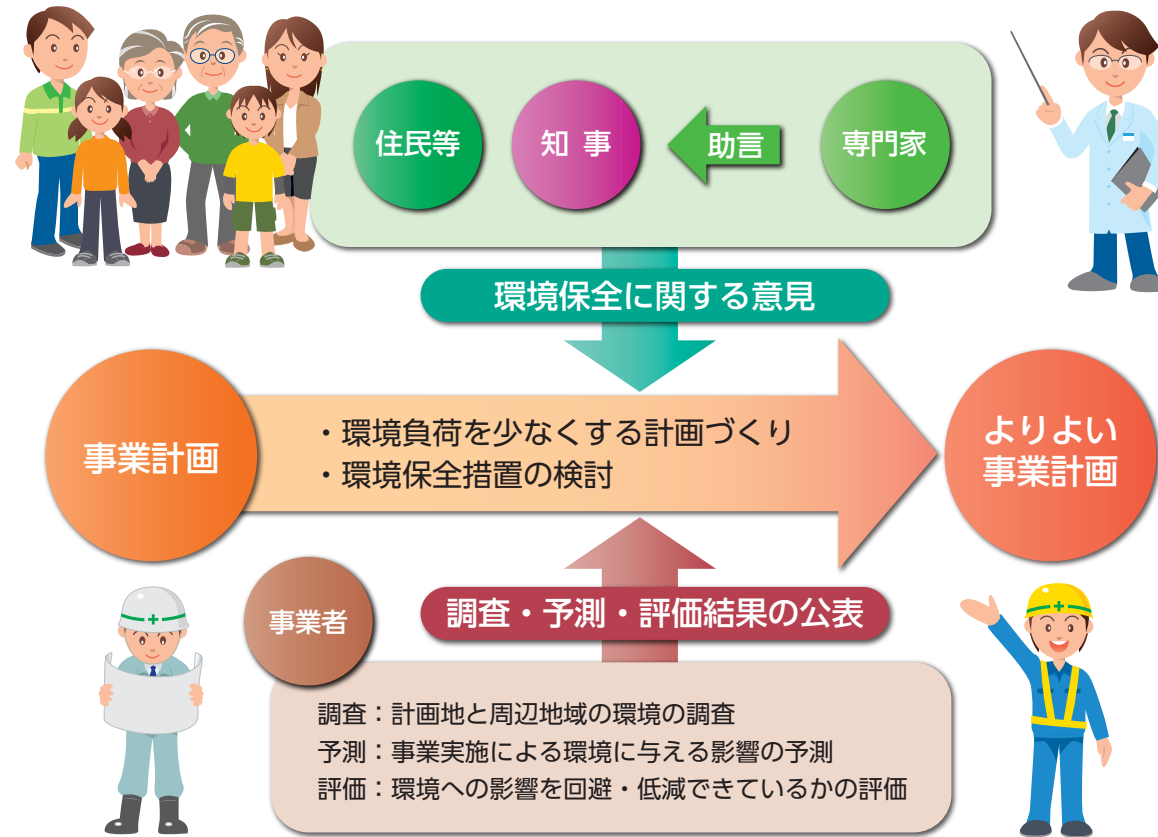 住民等
知 事
助言
専門家
環境保全に関する意見
事業計画
・環境負荷を少なくする計画づくり
・環境保全措置の検討
よりよい
事業計画
事業者
調査・予測・評価結果の公表
調査：計画地と周辺地域の環境の調査
予測：事業実施による環境に与える影響の予測
評価：環境への影響を回避・低減できているかの評価